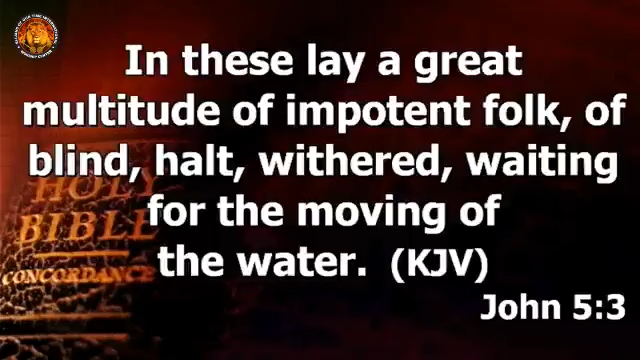 In these lay a great
multitude of impotent folk, of
blind, halt, withered, waiting
for the moving of
the water. (KJV)
John 5:3
HOLY
BIBLE
CONCORDANCE